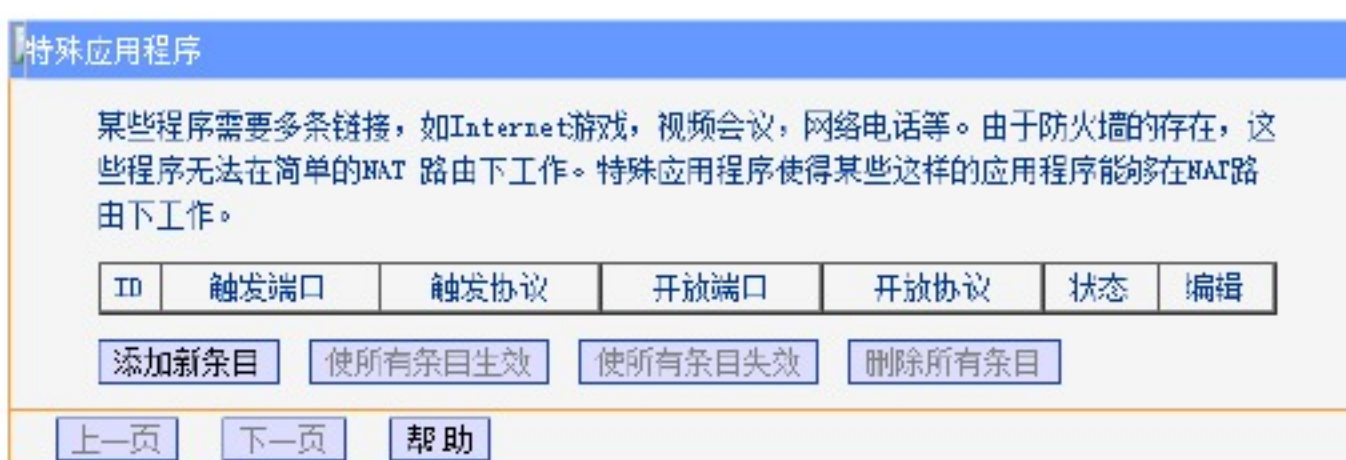 特殊应用程序
某些程序需要多条链接，如Internet游戏，视频会议，网络电话等。由于防火墙的存在，这
些程序无法在简单的NAT 路由下工作。特殊应用程序使得某些这样的应用程序能够在NAT路
由下工作。
ID 触发端口 触发协议 开放端口 开放协议 状态 编辑
添加新条目 使所有条目生效 使所有条目失效 删除所有条目
上一页 下一页 帮助